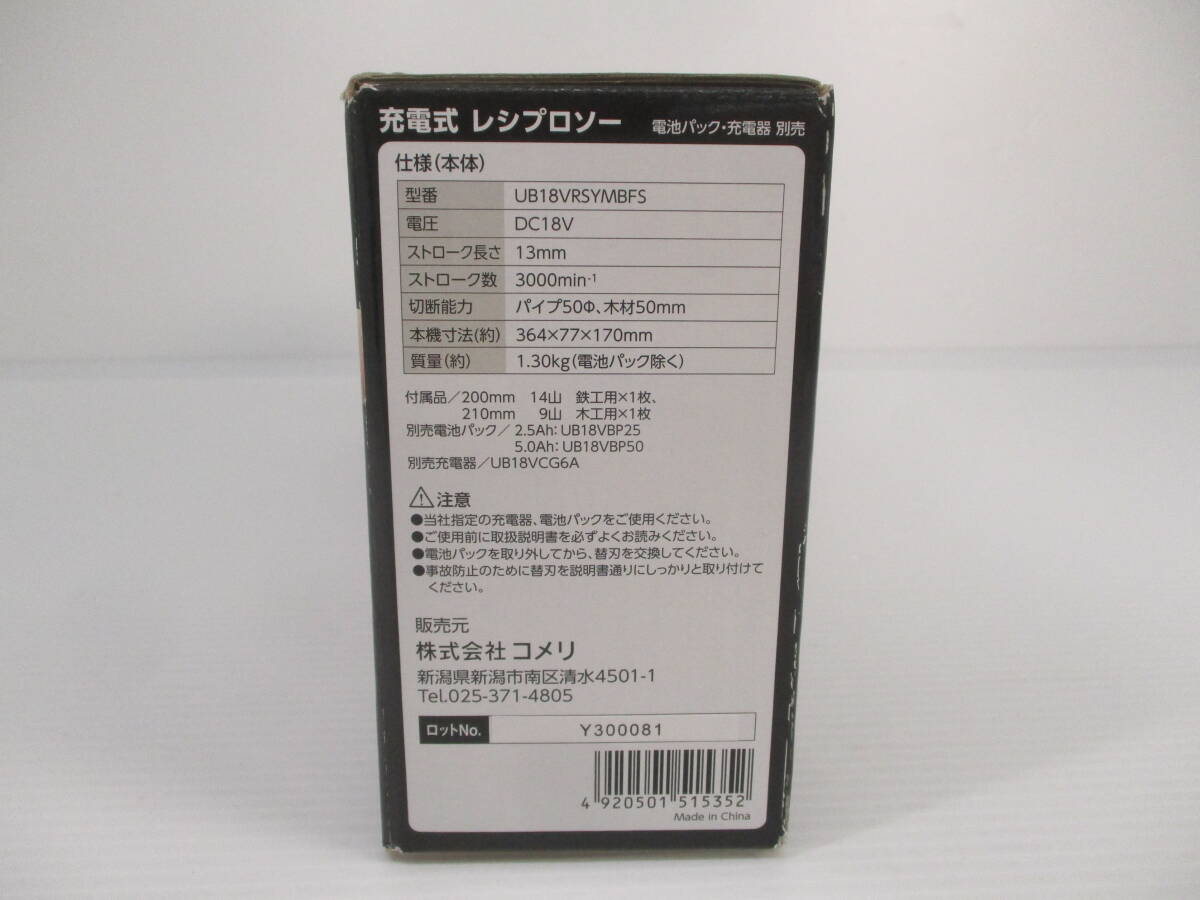 充電式 レシプロソー 電池パック・充電器 別売
仕様(本体)
型番 UB18VRSYMBFS
電圧 DC18V
ストローク長さ 13mm
ストローク数 3000min-1
切断能力 パイプ50Φ、木材50mm
本機寸法(約) 364×77×170mm
質量(約) 1.30kg(電池パック除く)
付属品／200mm 14山 鉄工用×1枚、
210mm 9山 木工用×1枚
別売電池パック／2.5Ah：UB18VBP25
5.0Ah：UB18VBP50
別売充電器／UB18VCG6A
注意
●当社指定の充電器、電池パックをご使用ください。
●ご使用前に取扱説明書を必ずよくお読みください。
●電池パックを取り外してから、替刃を交換してください。
●事故防止のために替刃を説明書通りにしっかりと取り付けて
ください。
販売元
株式会社 コメリ
新潟県新潟市南区清水4501-1
Tel.025-371-4805
ロットNo. Y300081
4 920501 515352
Made in China